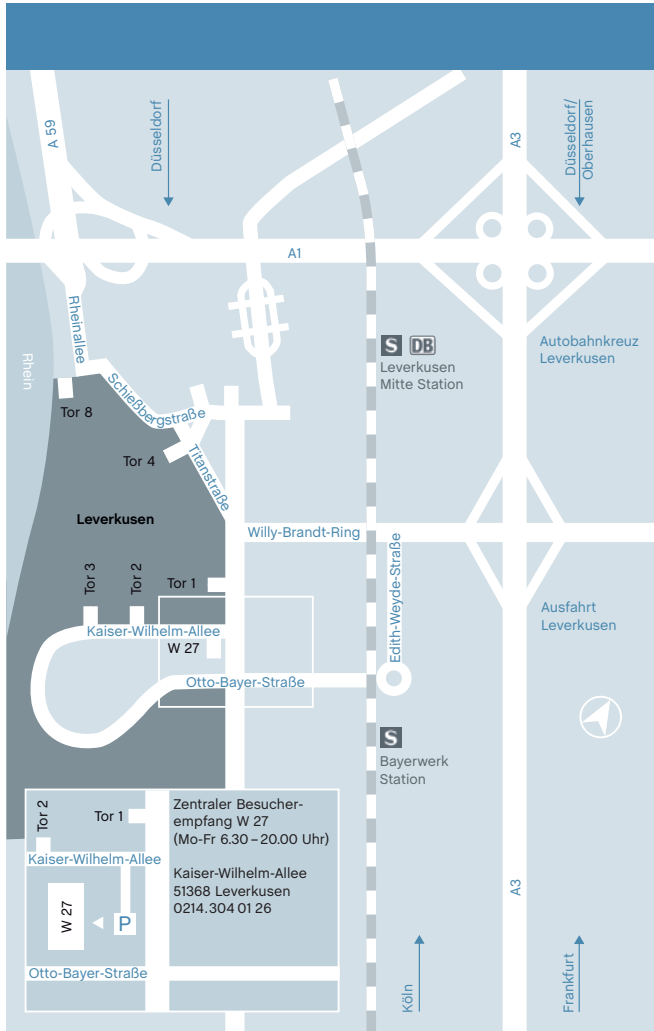 A 59
Düsseldorf
A3
Düsseldorf/
Oberhausen
A1
Rheinallee
Rhein
S DB
Leverkusen
Mitte Station
Autobahnkreuz
Leverkusen
Schießbergstraße
Tor 8
Tor 4
Titanstraße
Leverkusen
Willy-Brandt-Ring
Edith-Weyde-Straße
Tor 3
Tor 2
Tor 1
Ausfahrt
Leverkusen
Kaiser-Wilhelm-Allee
W 27
Otto-Bayer-Straße
S
Bayerwerk
Station
Tor 2
Tor 1
Kaiser-Wilhelm-Allee
W 27
P
Otto-Bayer-Straße
Zentraler Besucher-
empfang W 27
(Mo-Fr 6.30 – 20.00 Uhr)
Kaiser-Wilhelm-Allee
51368 Leverkusen
0214.304 01 26
A3
Köln
Frankfurt